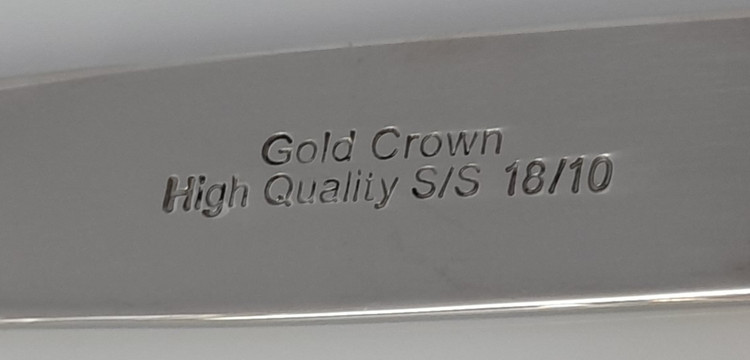 Gold Crown
High Quality S/S 18/10